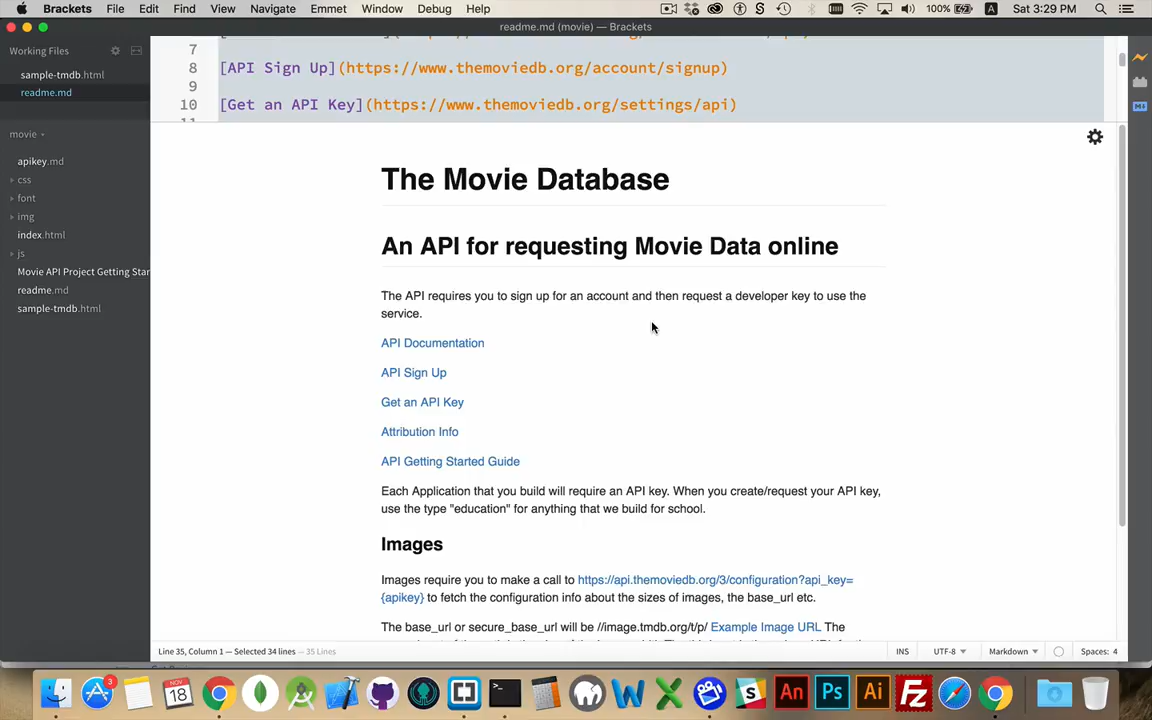 Brackets File Edit View Find Navigate Emmet Window Debug Help 100% Sat 3:29 PM
readme.md (movie) — Brackets
Working Files
sample-tmdb.html
readme.md
movie
apikey.md
css
font
img
index.html
js
Movie API Project Getting Star
readme.md
sample-tmdb.html
7
8 [API Sign Up](https://www.themoviedb.org/account/signup)
9
10 [Get an API Key](https://www.themoviedb.org/settings/api)
The Movie Database
An API for requesting Movie Data online
The API requires you to sign up for an account and then request a developer key to use the
service.
API Documentation
API Sign Up
Get an API Key
Attribution Info
API Getting Started Guide
Each Application that you build will require an API key. When you create/request your API key,
use the type "education" for anything that we build for school.
Images
Images require you to make a call to https://api.themoviedb.org/3/configuration?api_key=
{apikey} to fetch the configuration info about the sizes of images, the base_url etc.
The base_url or secure_base_url will be //image.tmdb.org/t/p/ Example Image URL The
Line 35, Column 1 — Selected 34 lines — 35 Lines
INS UTF-8 Markdown Spaces: 4
3
NOV
18
W
X
S
An
Ps
Ai
Fz